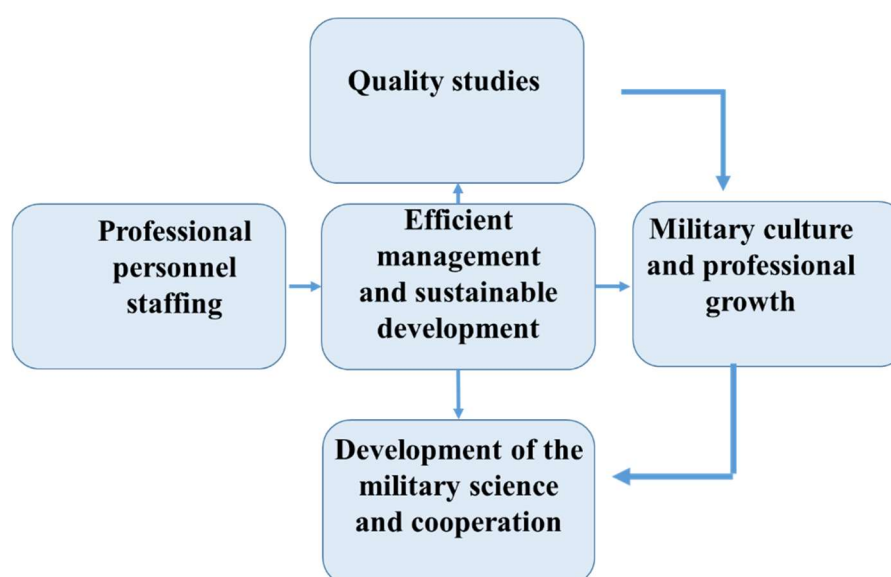 Quality studies
Professional
personnel
staffing
Efficient
management
and sustainable
development
Military culture
and professional
growth
Development of the
military science
and cooperation